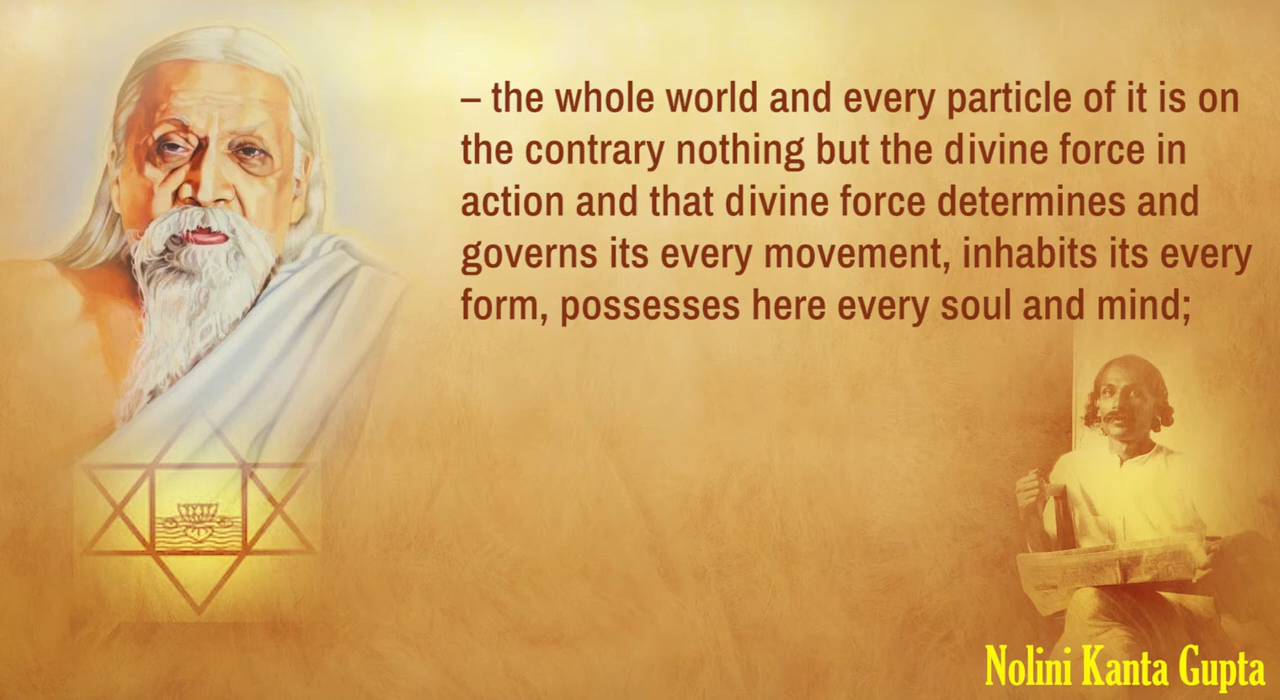 – the whole world and every particle of it is on
the contrary nothing but the divine force in
action and that divine force determines and
governs its every movement, inhabits its every
form, possesses here every soul and mind;
Nolini Kanta Gupta